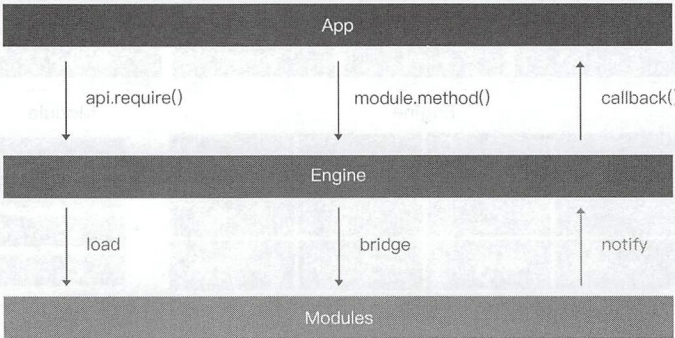 App
api.require()
module.method()
callback()
Engine
load
bridge
notify
Modules